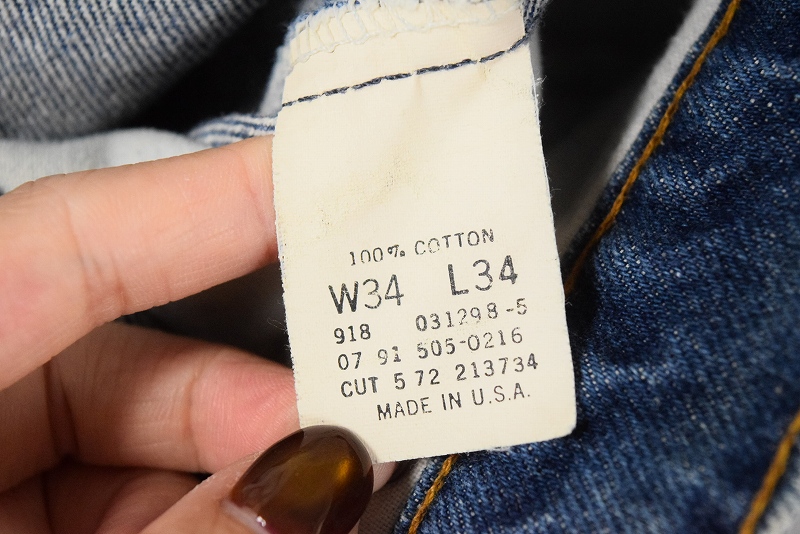 100% COTTON
W34 L34
918 031298-5
07 91 505-0216
CUT 572 213734
MADE IN U.S.A.